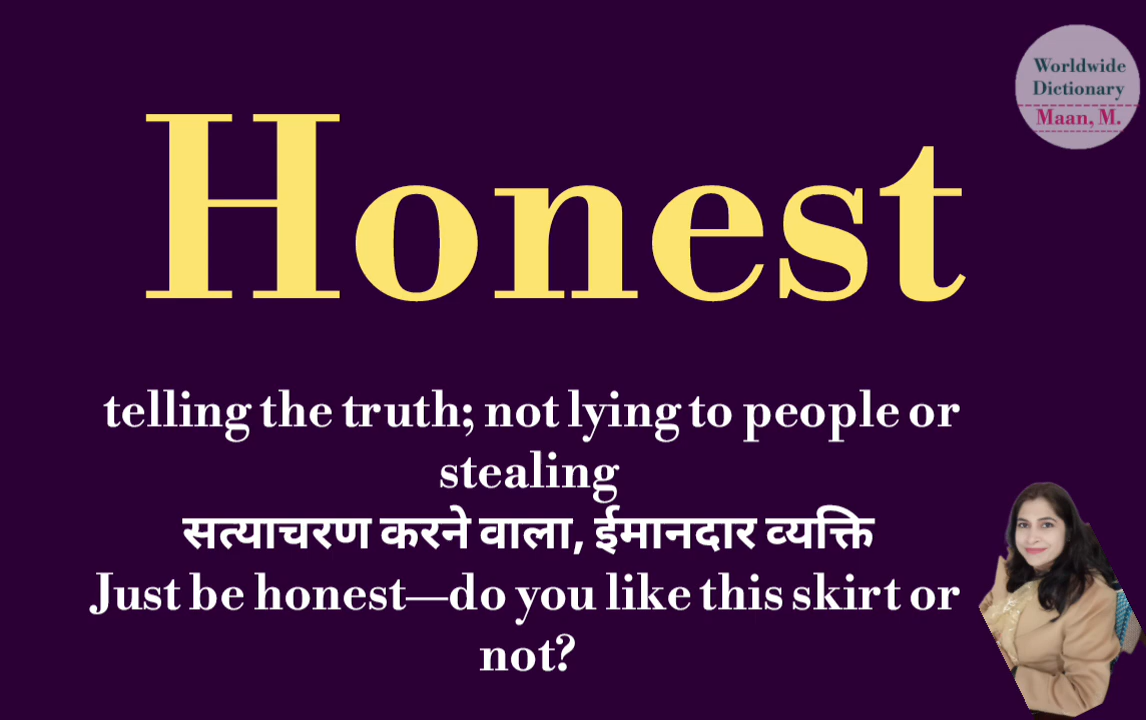 Worldwide
Dictionary
Maan, M.
Honest
telling the truth; not lying to people or
stealing
सत्याचरण करने वाला, ईमानदार व्यक्ति
Just be honest—do you like this skirt or
not?